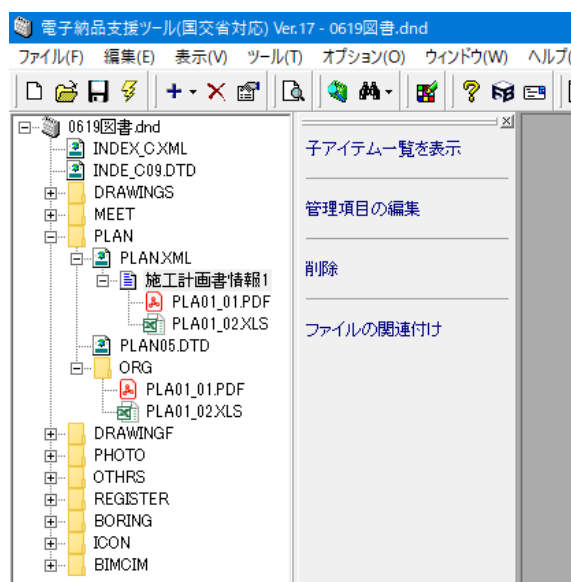 電子納品支援ツール(国交省対応) Ver.17 - 0619図書.dnd
ファイル(F) 編集(E) 表示(V) ツール(T) オプション(O) ウィンドウ(W) ヘルプ(
0619図書.dnd
INDEX_C.XML
INDE_C09.DTD
DRAWINGS
MEET
PLAN
PLAN.XML
施工計画書情報1
PLA01_01.PDF
PLA01_02.XLS
PLAN05.DTD
ORG
PLA01_01.PDF
PLA01_02.XLS
DRAWINGF
PHOTO
OTHRS
REGISTER
BORING
ICON
BIMCIM
子アイテム一覧を表示
管理項目の編集
削除
ファイルの関連付け